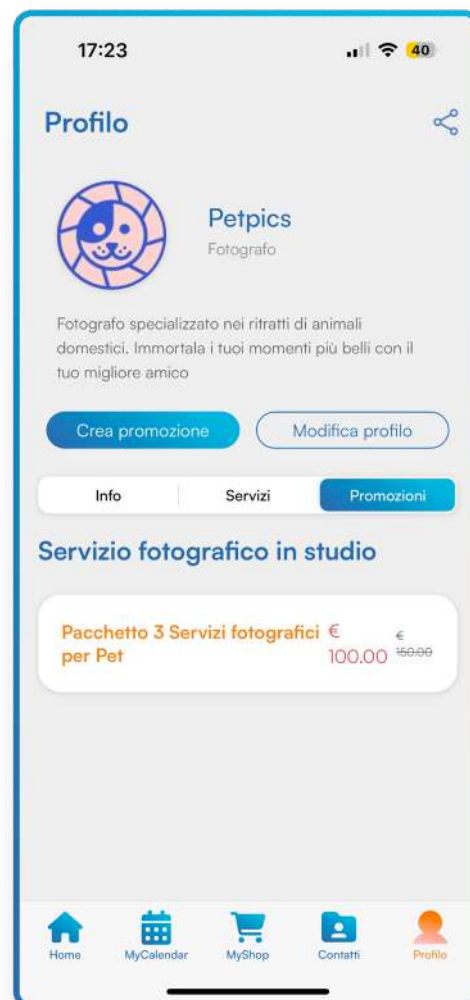 17:23
40
Profilo
Petpics
Fotografo
Fotografo specializzato nei ritratti di animali
domestici. Immortala i tuoi momenti più belli con il
tuo migliore amico
Crea promozione
Modifica profilo
Info
Servizi
Promozioni
Servizio fotografico in studio
Pacchetto 3 Servizi fotografici
per Pet
€
100.00
€
150.00
Home
MyCalendar
MyShop
Contatti
Profilo